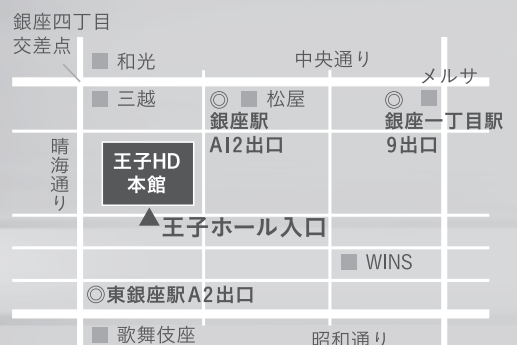 銀座四丁目
交差点
和光
中央通り
メルサ
三越
◎ 松屋
銀座駅
A12出口
◎
銀座一丁目駅
9出口
晴海通り
王子HD
本館
▲王子ホール入口
WINS
◎東銀座駅A2出口
歌舞伎座
昭和通り